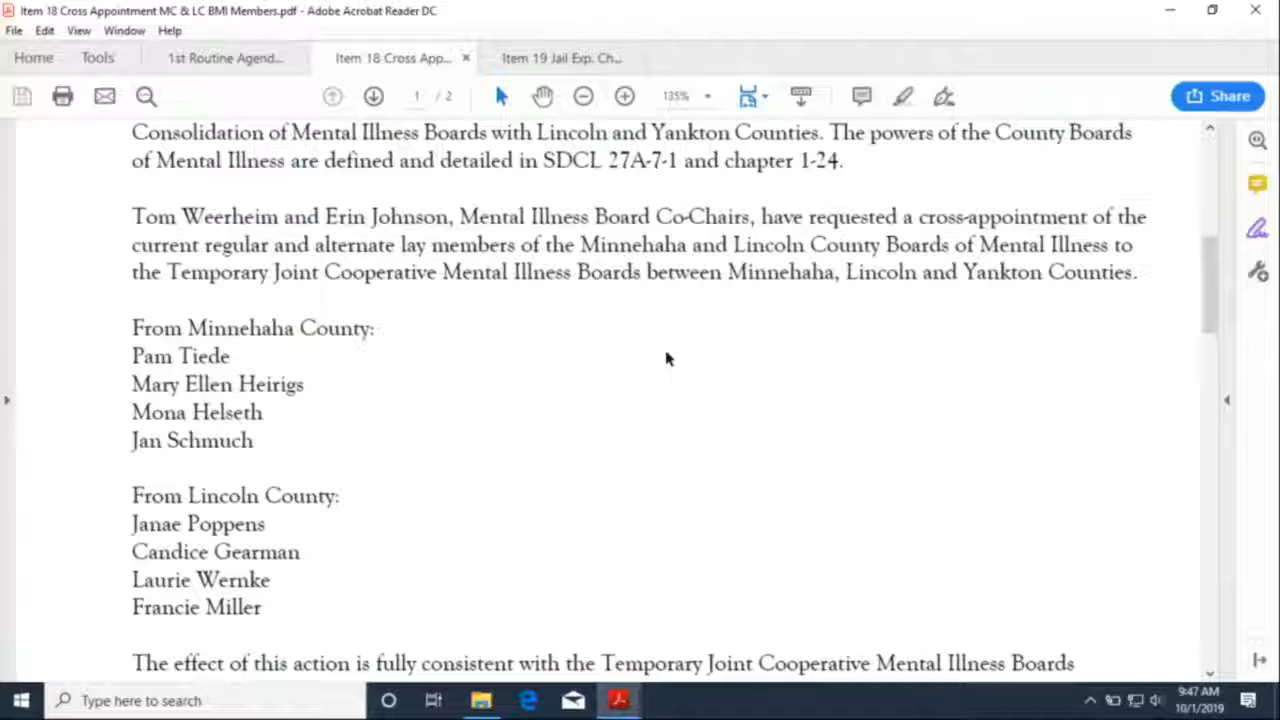 Item 18 Cross Appointment MC & LC BMI Members.pdf - Adobe Acrobat Reader DC
File Edit View Window Help
Home Tools 1st Routine Agend... Item 18 Cross App... × Item 19 Jail Exp. Ch...
1 / 2 135% Share
Consolidation of Mental Illness Boards with Lincoln and Yankton Counties. The powers of the County Boards
of Mental Illness are defined and detailed in SDCL 27A-7-1 and chapter 1-24.
Tom Weerheim and Erin Johnson, Mental Illness Board Co-Chairs, have requested a cross-appointment of the
current regular and alternate lay members of the Minnehaha and Lincoln County Boards of Mental Illness to
the Temporary Joint Cooperative Mental Illness Boards between Minnehaha, Lincoln and Yankton Counties.
From Minnehaha County:
Pam Tiede
Mary Ellen Heirigs
Mona Helseth
Jan Schmuch
From Lincoln County:
Janae Poppens
Candice Gearman
Laurie Wernke
Francie Miller
The effect of this action is fully consistent with the Temporary Joint Cooperative Mental Illness Boards
Type here to search
9:47 AM
10/1/2019